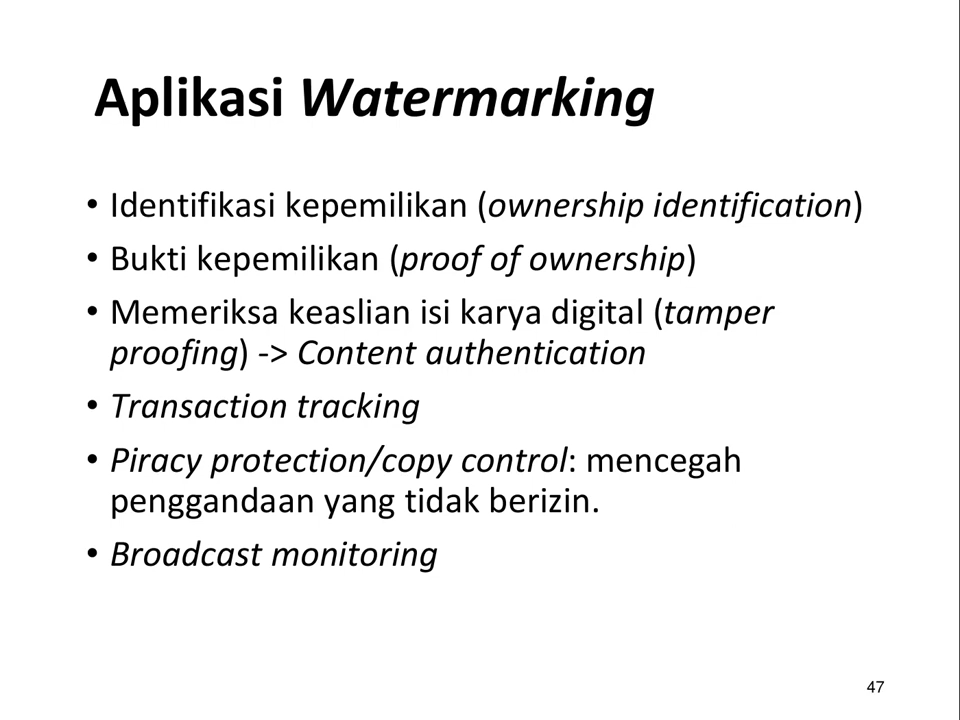 Aplikasi Watermarking
• Identifikasi kepemilikan (ownership identification)
• Bukti kepemilikan (proof of ownership)
• Memeriksa keaslian isi karya digital (tamper
proofing) -> Content authentication
• Transaction tracking
• Piracy protection/copy control: mencegah
penggandaan yang tidak berizin.
• Broadcast monitoring
47